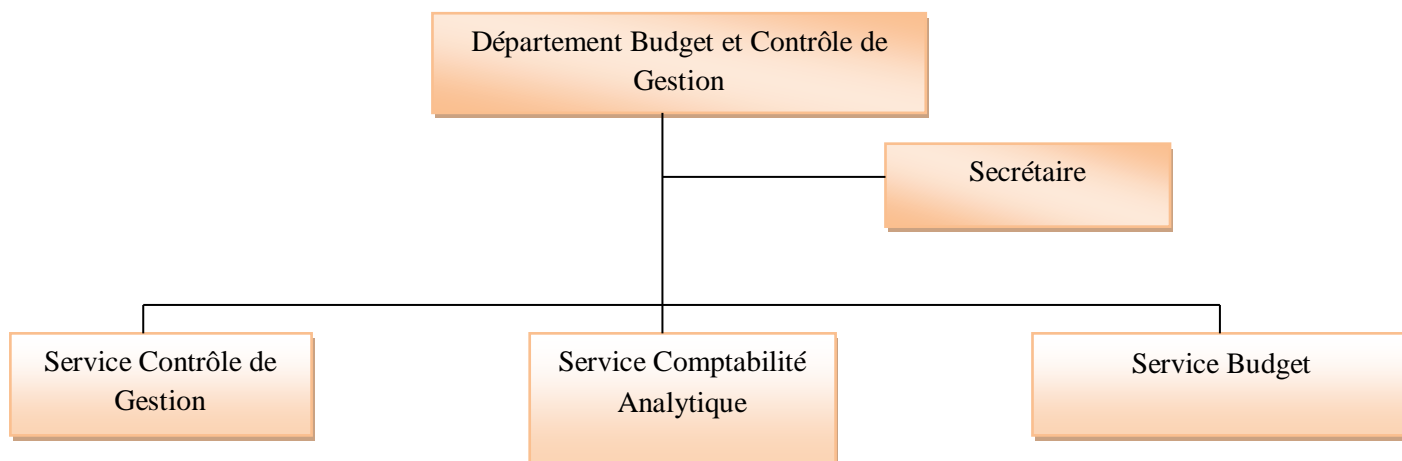 Département Budget et Contrôle de
Gestion
Secrétaire
Service Contrôle de
Gestion
Service Comptabilité
Analytique
Service Budget